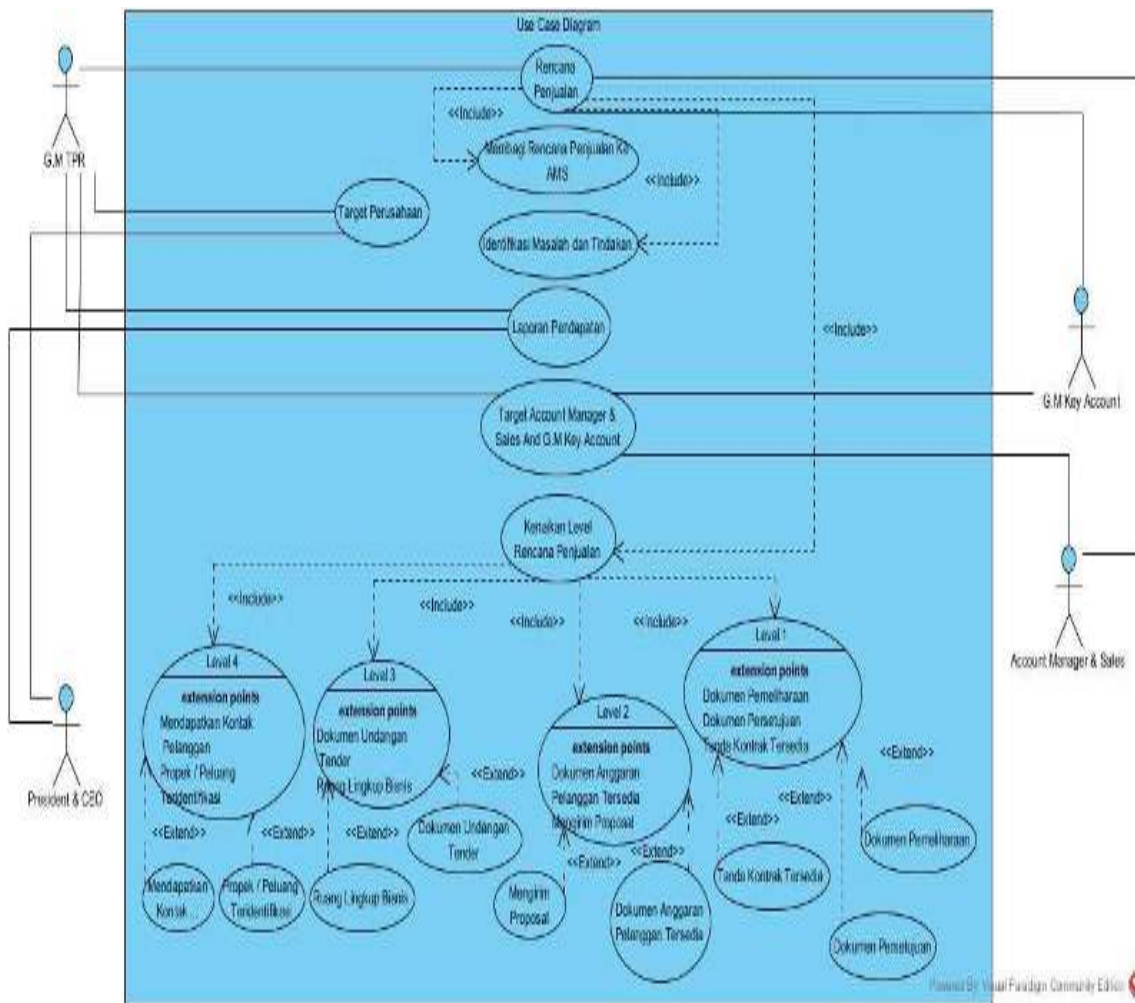 Use Case Diagram
Rencana
Penjualan
<<Include>>
G.M TPR
Membagi Rencana Penjualan Ke
AMS
<<Include>>
Target Perusahaan
Identifikasi Masalah dan Tindakan
Laporan Pendapatan
<<Include>>
G.M Key Account
Target Account Manager &
Sales And G.M Key Account
Kenaikan Level
Rencana Penjualan
<<Include>>
<<Include>>
<<Include>>
<<Include>>
Account Manager & Sales
President & CEO
Level 4
extension points
Mendapatkan Kontak
Pelanggan
Propek / Peluang
Teridentifikasi
Level 3
extension points
Dokumen Undangan
Tender
Ruang Lingkup Bisnis
Level 2
extension points
Dokumen Anggaran
Pelanggan Tersedia
Mengirim Proposal
Level 1
extension points
Dokumen Pemeliharaan
Dokumen Persetujuan
Tanda Kontrak Tersedia
<<Extend>>
<<Extend>>
<<Extend>>
<<Extend>>
<<Extend>>
<<Extend>>
<<Extend>>
<<Extend>>
<<Extend>>
Mendapatkan
Kontak...
Propek / Peluang
Teridentifikasi
Ruang Lingkup Bisnis
Dokumen Undangan
Tender
Mengirim
Proposal
Dokumen Anggaran
Pelanggan Tersedia
Tanda Kontrak Tersedia
Dokumen Pemeliharaan
Dokumen Persetujuan
Powered By Visual Paradigm Community Edition